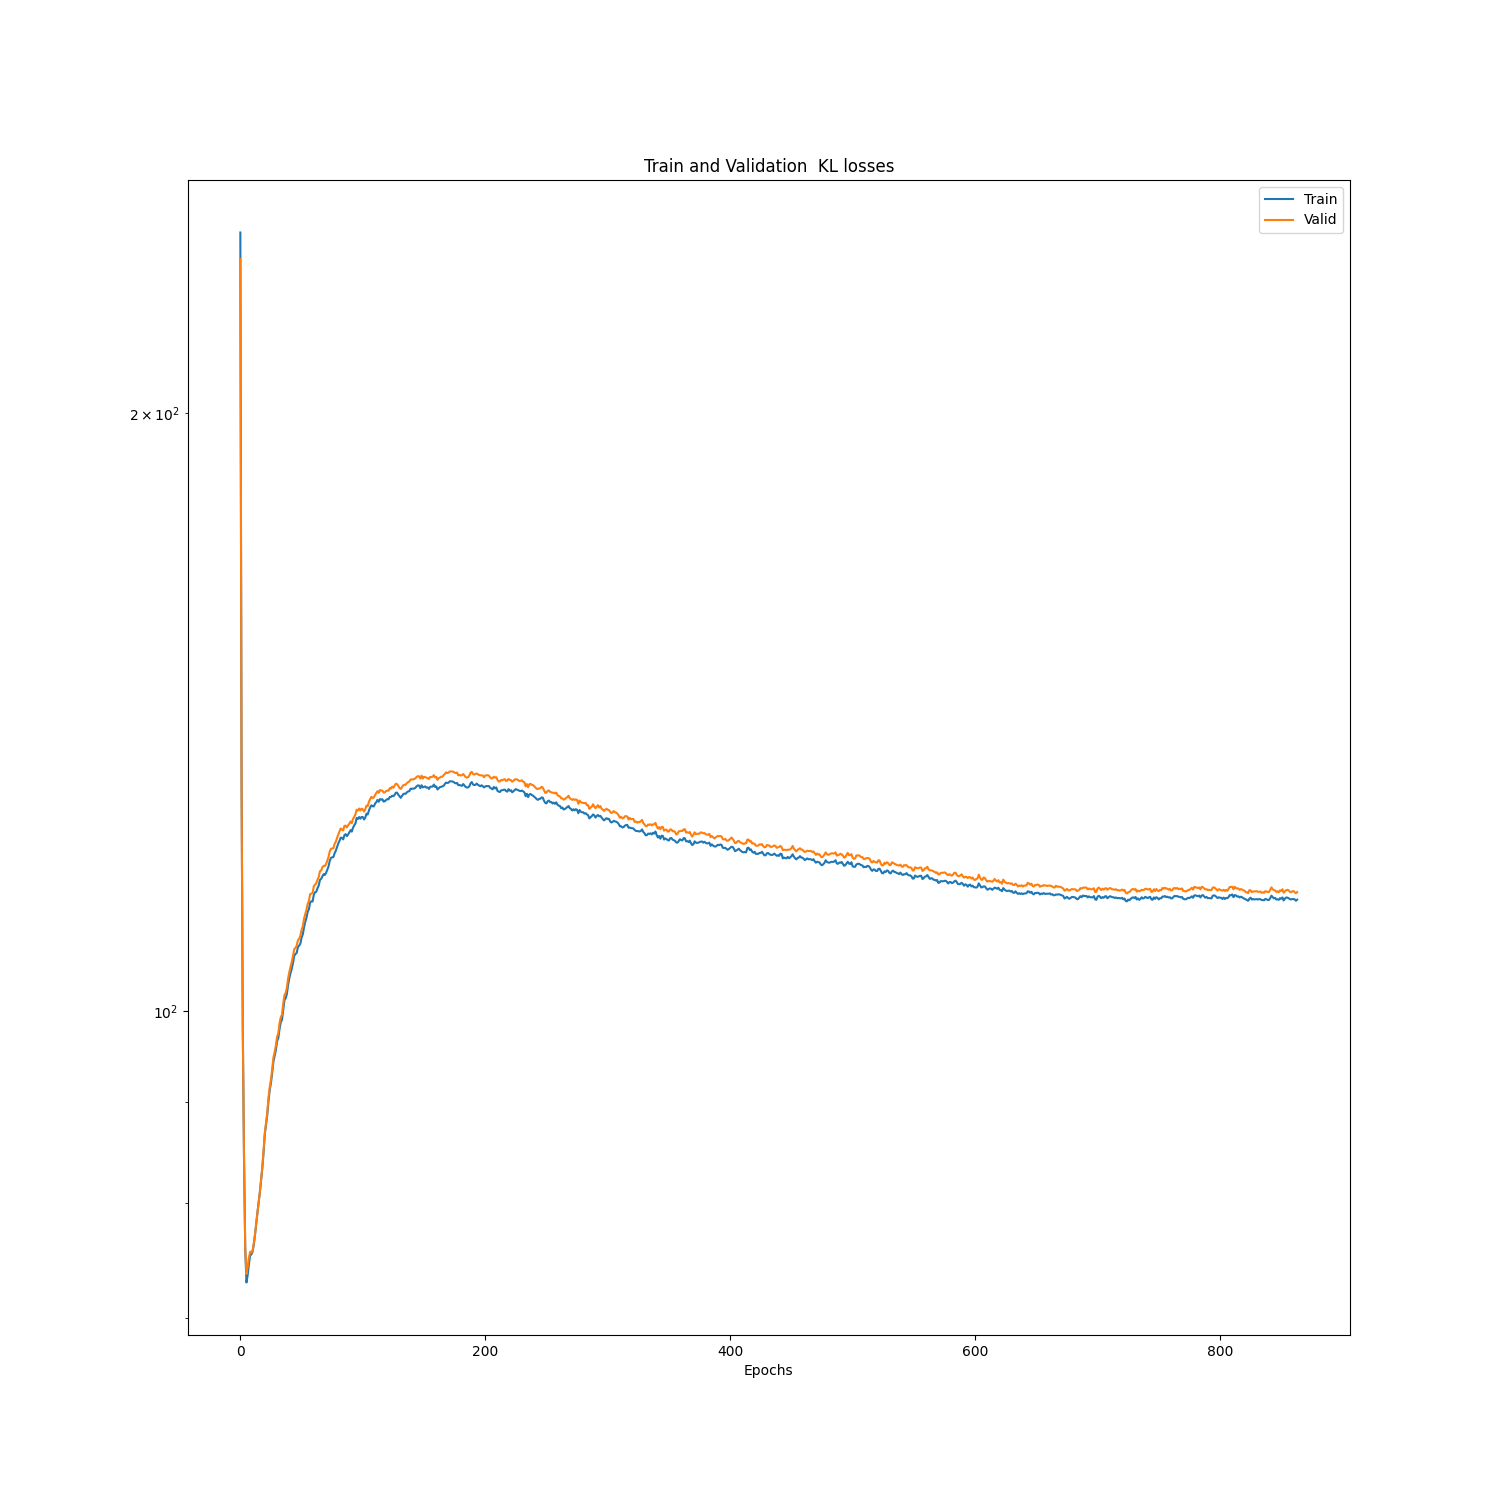 Train and Validation  KL losses
Train
Valid
2 × 10²
10²
0 200 400 600 800
Epochs